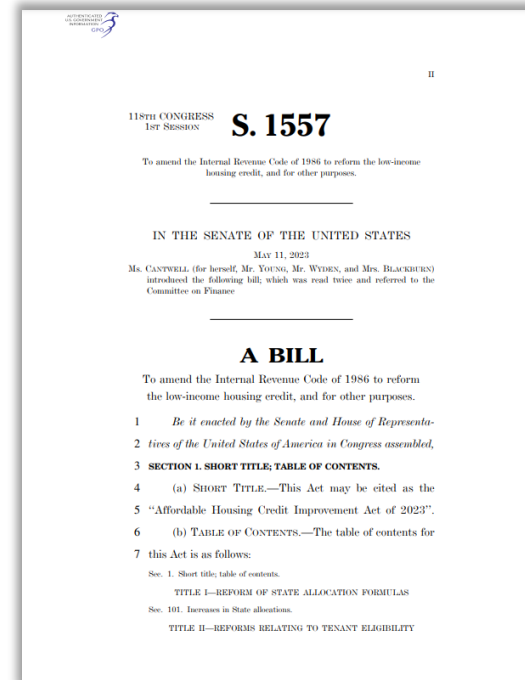 AUTHENTICATED
U.S. GOVERNMENT
INFORMATION
GPO
II
118TH CONGRESS
1ST SESSION
S. 1557
To amend the Internal Revenue Code of 1986 to reform the low-income
housing credit, and for other purposes.
IN THE SENATE OF THE UNITED STATES
MAY 11, 2023
Ms. CANTWELL (for herself, Mr. YOUNG, Mr. WYDEN, and Mrs. BLACKBURN)
introduced the following bill; which was read twice and referred to the
Committee on Finance
A BILL
To amend the Internal Revenue Code of 1986 to reform
the low-income housing credit, and for other purposes.
1 Be it enacted by the Senate and House of Representa-
2 tives of the United States of America in Congress assembled,
3 SECTION 1. SHORT TITLE; TABLE OF CONTENTS.
4 (a) SHORT TITLE.—This Act may be cited as the
5 ‘‘Affordable Housing Credit Improvement Act of 2023’’.
6 (b) TABLE OF CONTENTS.—The table of contents for
7 this Act is as follows:
Sec. 1. Short title; table of contents.
TITLE I—REFORM OF STATE ALLOCATION FORMULAS
Sec. 101. Increases in State allocations.
TITLE II—REFORMS RELATING TO TENANT ELIGIBILITY